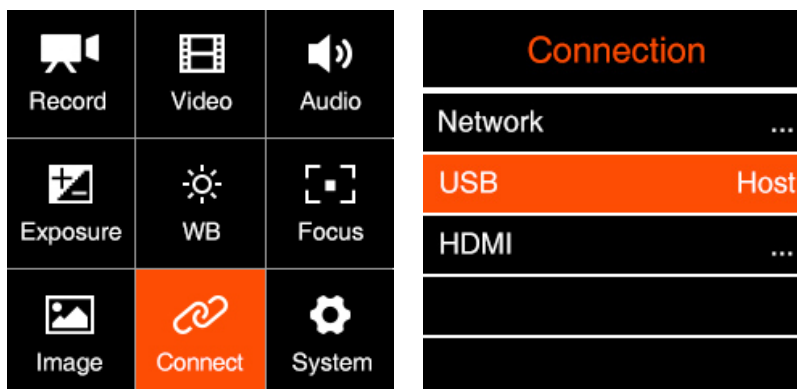 Record Video Audio
Exposure WB Focus
Image Connect System
Connection
Network ...
USB Host
HDMI ...